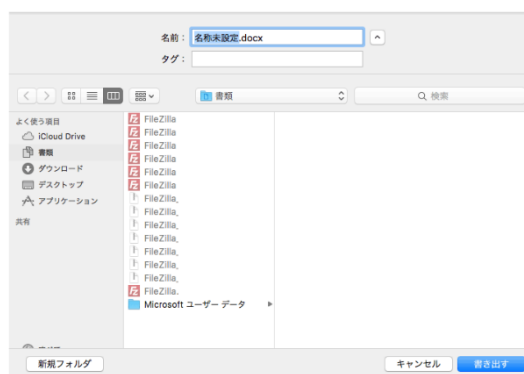 名前：
名称未設定.docx
タグ：
書類
検索
よく使う項目
iCloud Drive
書類
ダウンロード
デスクトップ
アプリケーション
共有
FileZilla
FileZilla
FileZilla
FileZilla
FileZilla
FileZilla
FileZilla_
FileZilla_
FileZilla_
FileZilla_
FileZilla_
FileZilla_
FileZilla_
FileZilla.
Microsoft ユーザー データ
新規フォルダ
キャンセル
書き出す